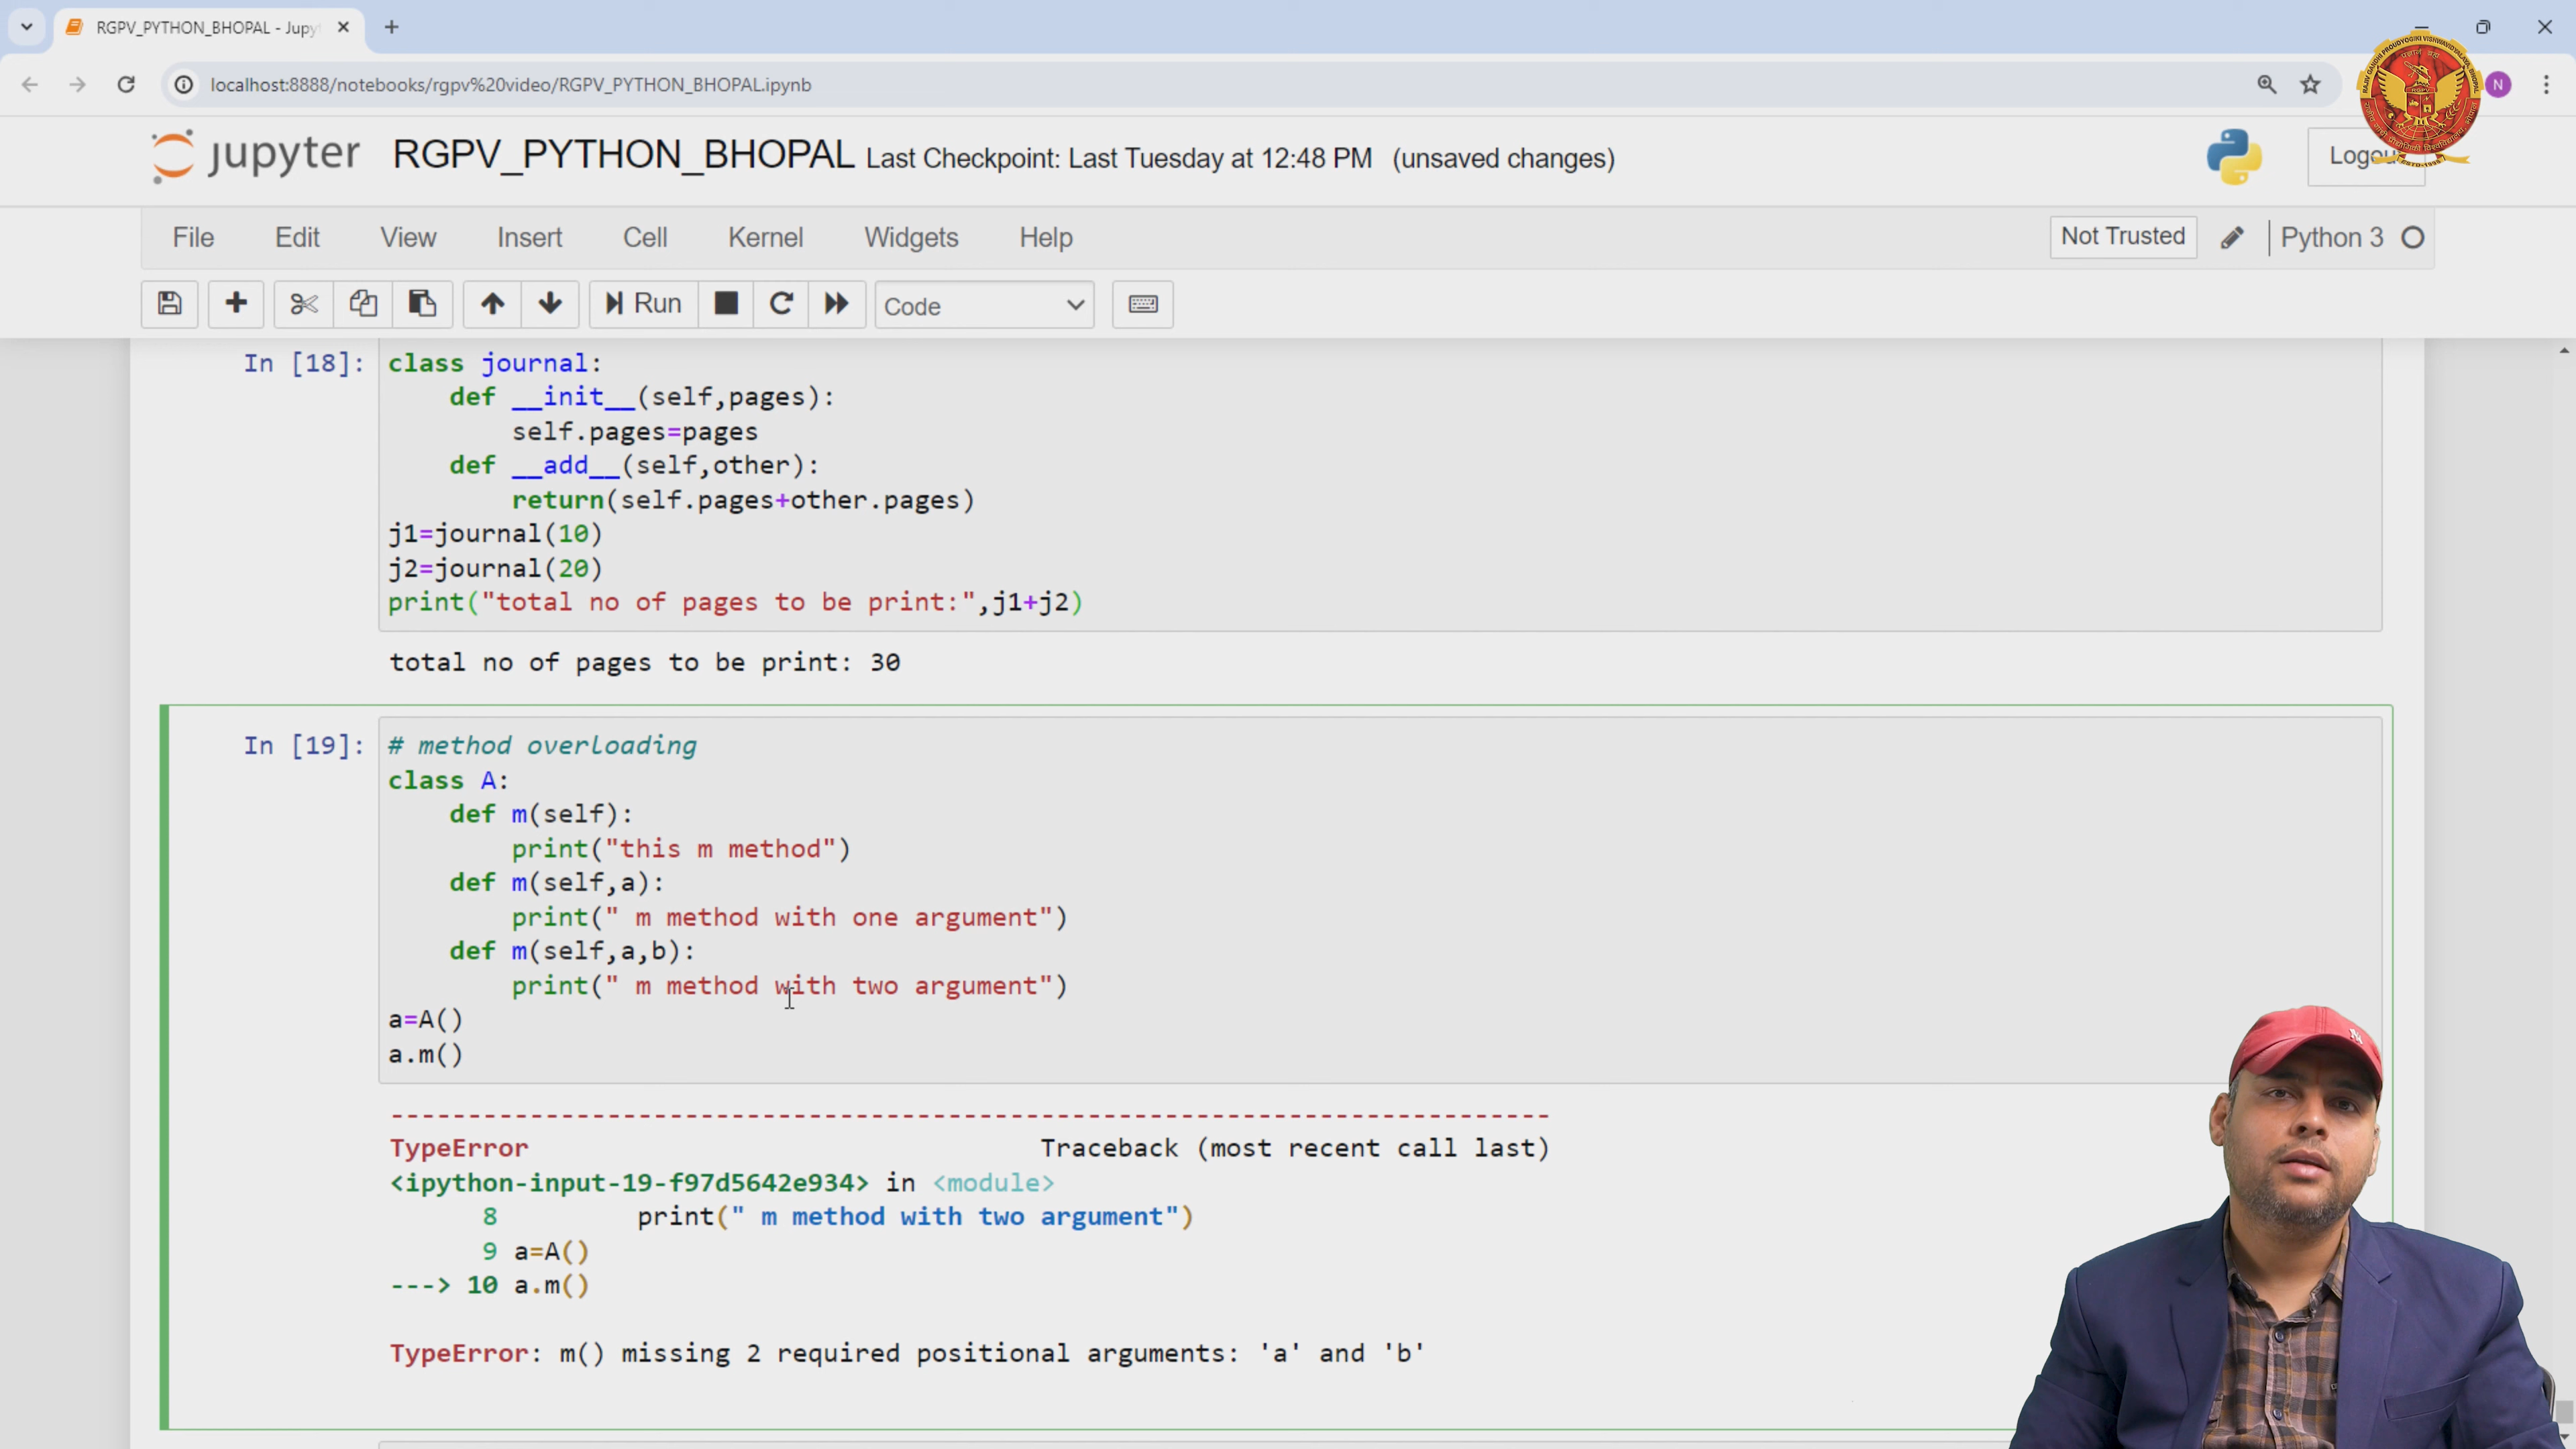 RGPV_PYTHON_BHOPAL - Jupy
localhost:8888/notebooks/rgpv%20video/RGPV_PYTHON_BHOPAL.ipynb
N
jupyter RGPV_PYTHON_BHOPAL Last Checkpoint: Last Tuesday at 12:48 PM (unsaved changes)
File Edit View Insert Cell Kernel Widgets Help Not Trusted Python 3
Run Code
In [18]: class journal:
    def __init__(self,pages):
        self.pages=pages
    def __add__(self,other):
        return(self.pages+other.pages)
j1=journal(10)
j2=journal(20)
print("total no of pages to be print:",j1+j2)
total no of pages to be print: 30
In [19]: # method overloading
class A:
    def m(self):
        print("this m method")
    def m(self,a):
        print(" m method with one argument")
    def m(self,a,b):
        print(" m method with two argument")
a=A()
a.m()
---------------------------------------------------------------------------
TypeError Traceback (most recent call last)
<ipython-input-19-f97d5642e934> in <module>
8 print(" m method with two argument")
9 a=A()
---> 10 a.m()
TypeError: m() missing 2 required positional arguments: 'a' and 'b'